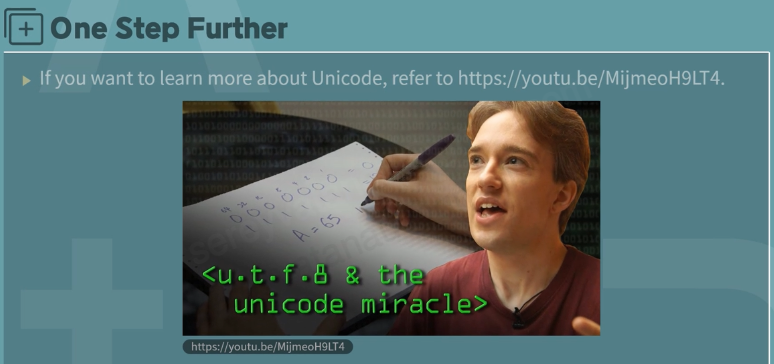 One Step Further
If you want to learn more about Unicode, refer to https://youtu.be/MijmeoH9LT4.
A = 65
<u.t.f.8 & the
unicode miracle>
https://youtu.be/MijmeoH9LT4